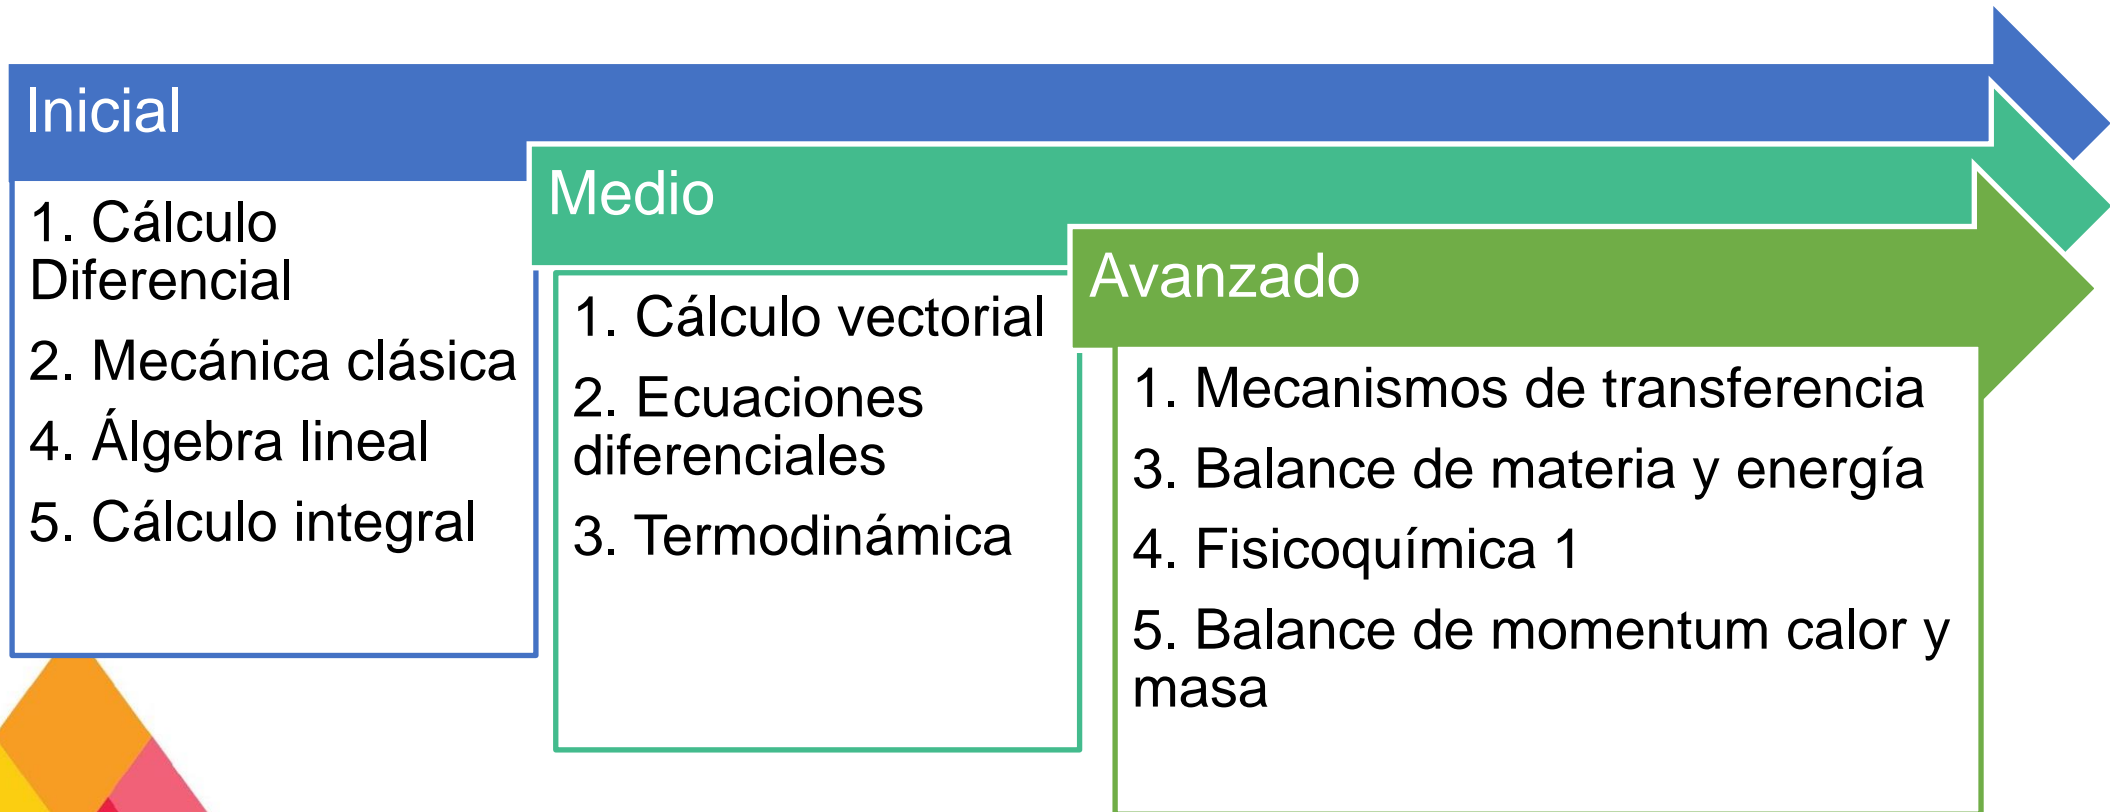 Inicial
1. Cálculo
Diferencial
2. Mecánica clásica
4. Álgebra lineal
5. Cálculo integral
Medio
1. Cálculo vectorial
2. Ecuaciones
diferenciales
3. Termodinámica
Avanzado
1. Mecanismos de transferencia
3. Balance de materia y energía
4. Fisicoquímica 1
5. Balance de momentum calor y
masa